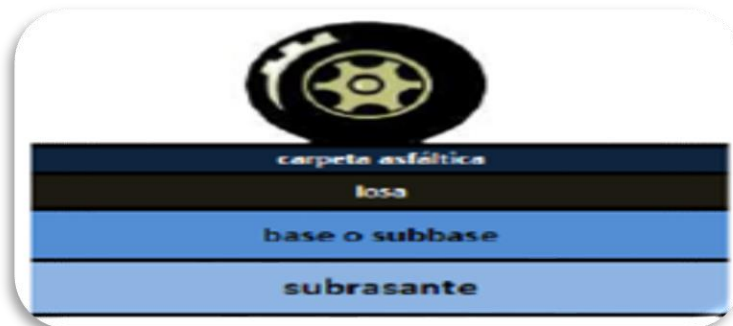 carpeta asfáltica
losa
base o subbase
subrasante